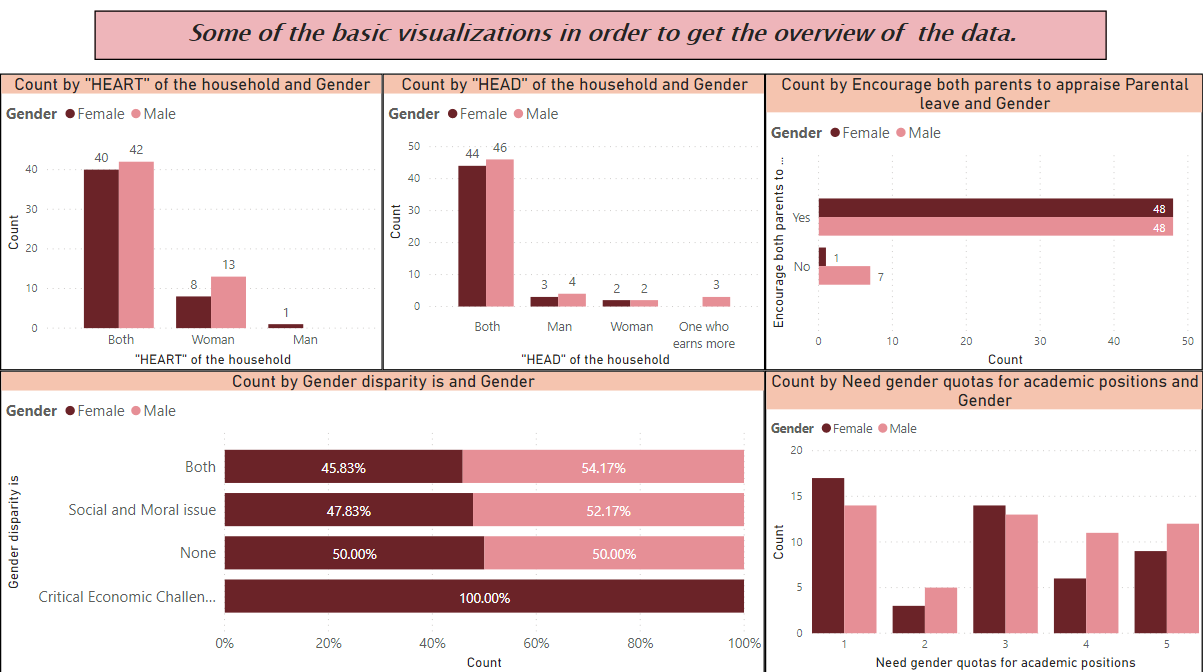 Some of the basic visualizations in order to get the overview of the data.
Count by "HEART" of the household and Gender
Gender Female Male
Count
40
30
20
10
0
40 42
8 13
1
Both Woman Man
"HEART" of the household
Count by "HEAD" of the household and Gender
Gender Female Male
Count
50
40
30
20
10
0
44 46
3 4
2 2
3
Both Man Woman One who
earns more
"HEAD" of the household
Count by Encourage both parents to appraise Parental
leave and Gender
Gender Female Male
Encourage both parents to ...
Yes
48
48
No
1
7
0 10 20 30 40 50
Count
Count by Gender disparity is and Gender
Gender Female Male
Gender disparity is
Both 45.83% 54.17%
Social and Moral issue 47.83% 52.17%
None 50.00% 50.00%
Critical Economic Challen... 100.00%
0% 20% 40% 60% 80% 100%
Count
Count by Need gender quotas for academic positions and
Gender
Gender Female Male
Count
20
15
10
5
0
1 2 3 4 5
Need gender quotas for academic positions